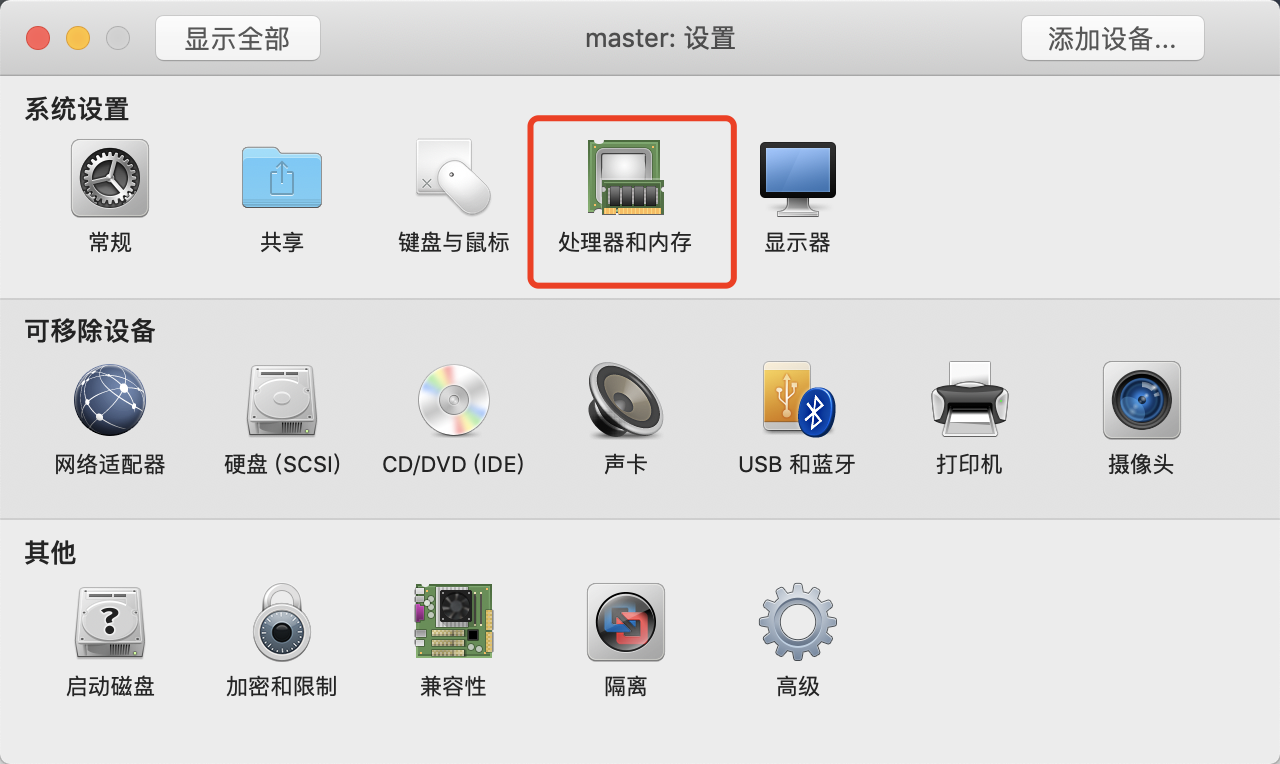 显示全部
master: 设置
添加设备...
系统设置
常规
共享
键盘与鼠标
处理器和内存
显示器
可移除设备
网络适配器
硬盘 (SCSI)
CD/DVD (IDE)
声卡
USB 和蓝牙
打印机
摄像头
其他
?
启动磁盘
加密和限制
兼容性
隔离
高级